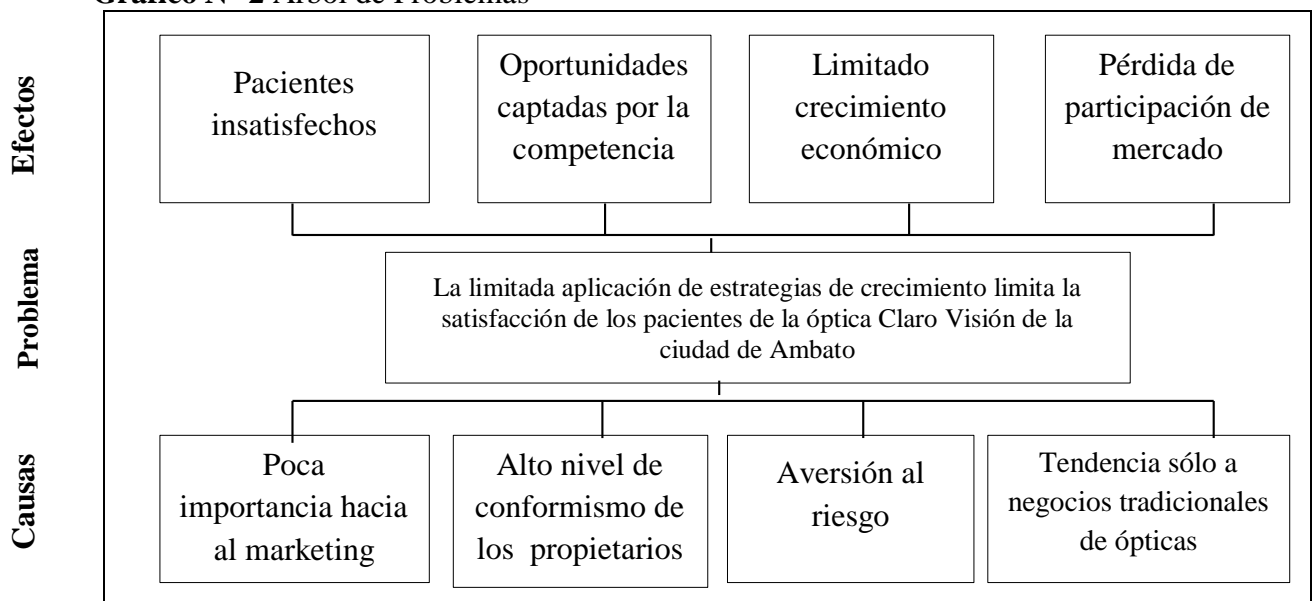 Gráfico N° 2 Árbol de Problemas
Efectos
Pacientes
insatisfechos
Oportunidades
captadas por la
competencia
Limitado
crecimiento
económico
Pérdida de
participación de
mercado
Problema
La limitada aplicación de estrategias de crecimiento limita la
satisfacción de los pacientes de la óptica Claro Visión de la
ciudad de Ambato
Causas
Poca
importancia hacia
al marketing
Alto nivel de
conformismo de
los propietarios
Aversión al
riesgo
Tendencia sólo a
negocios tradicionales
de ópticas